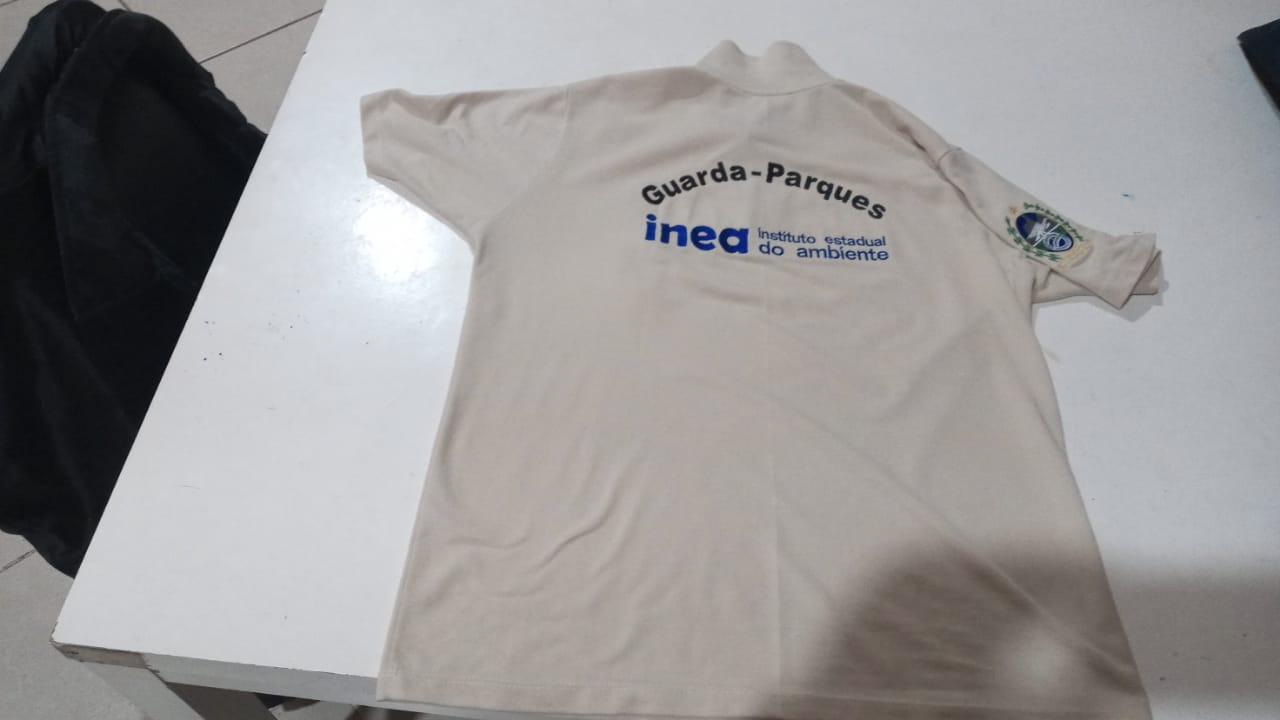 Guarda-Parques
inea instituto estadual
do ambiente